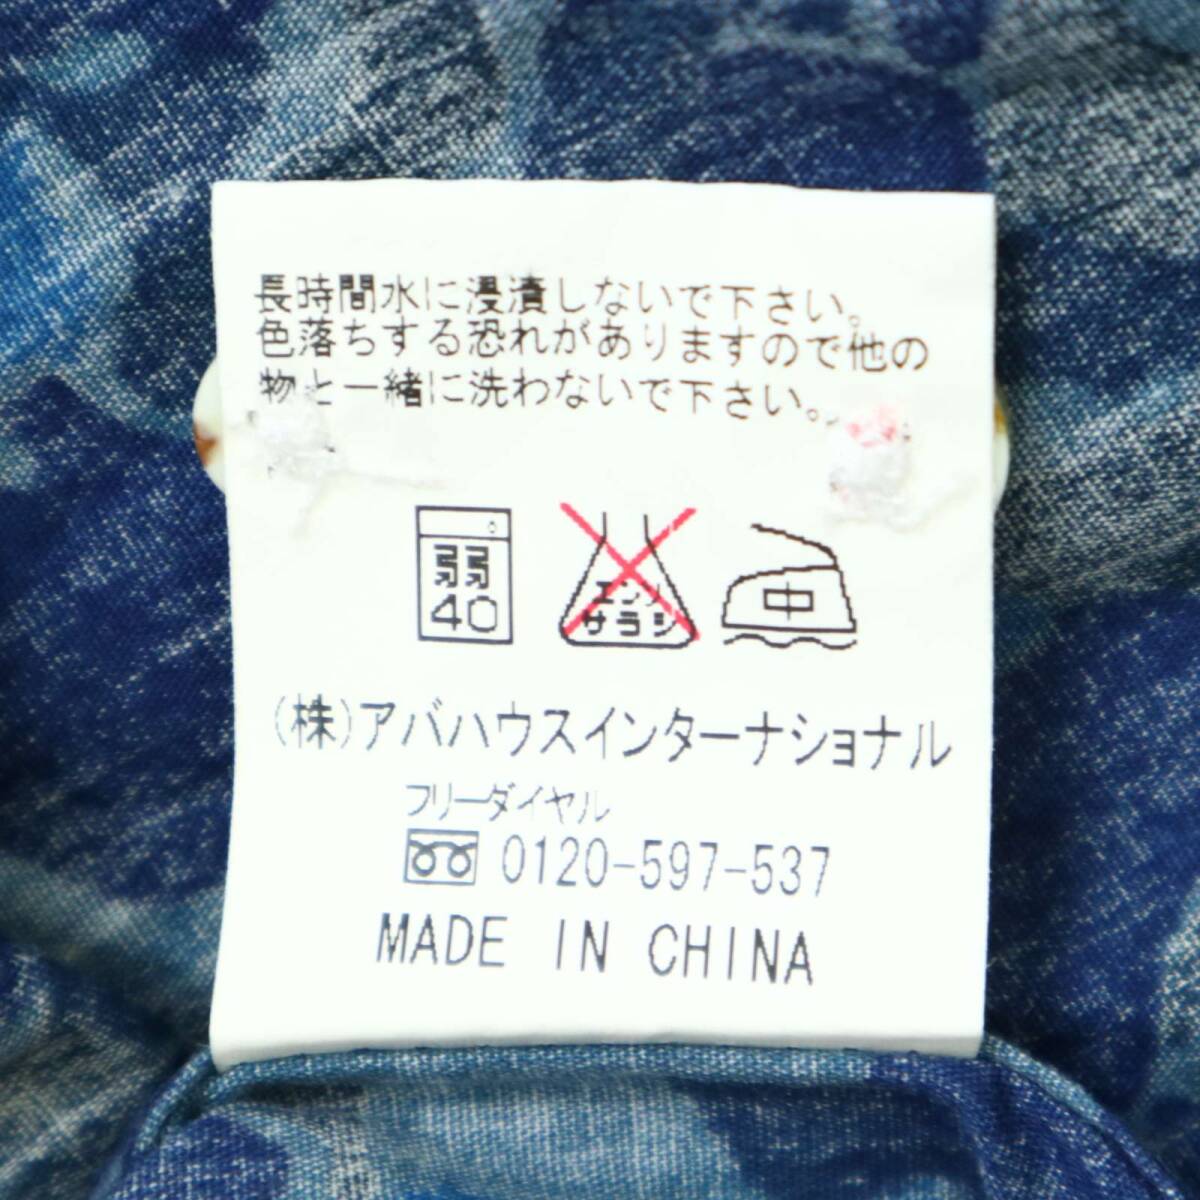 長時間水に浸漬しないで下さい。
色落ちする恐れがありますので他の
物と一緒に洗わないで下さい。
弱
40
エンソ
サラシ
中
(株)アバハウスインターナショナル
フリーダイヤル
0120-597-537
MADE IN CHINA